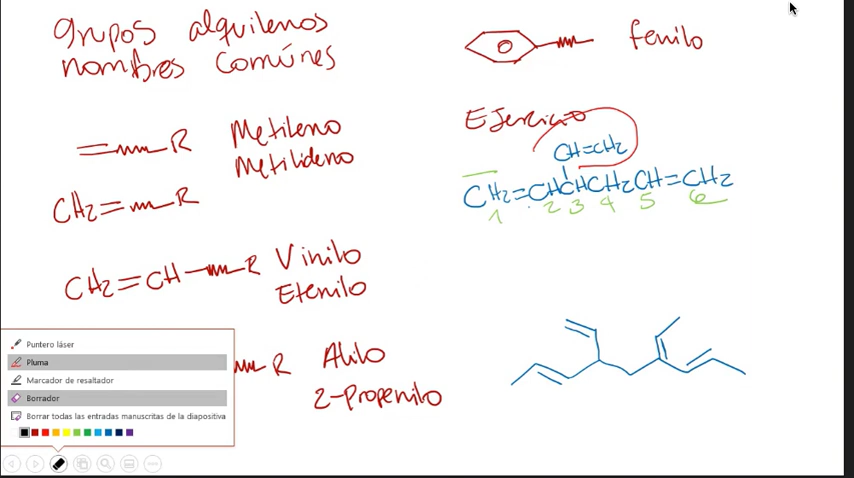 grupos alquilenos
nombres Comúnes
R Metileno
Metilideno
CH2=R
CH2=CH R Vinilo
Etenilo
R Alilo
2-propenilo
fenilo
Ejercicio
CH=CH2
CH2=CHCHCH2CH=CH2
1 2 3 4 5 6
Puntero láser
Pluma
Marcador de resaltador
Borrador
Borrar todas las entradas manuscritas de la diapositiva